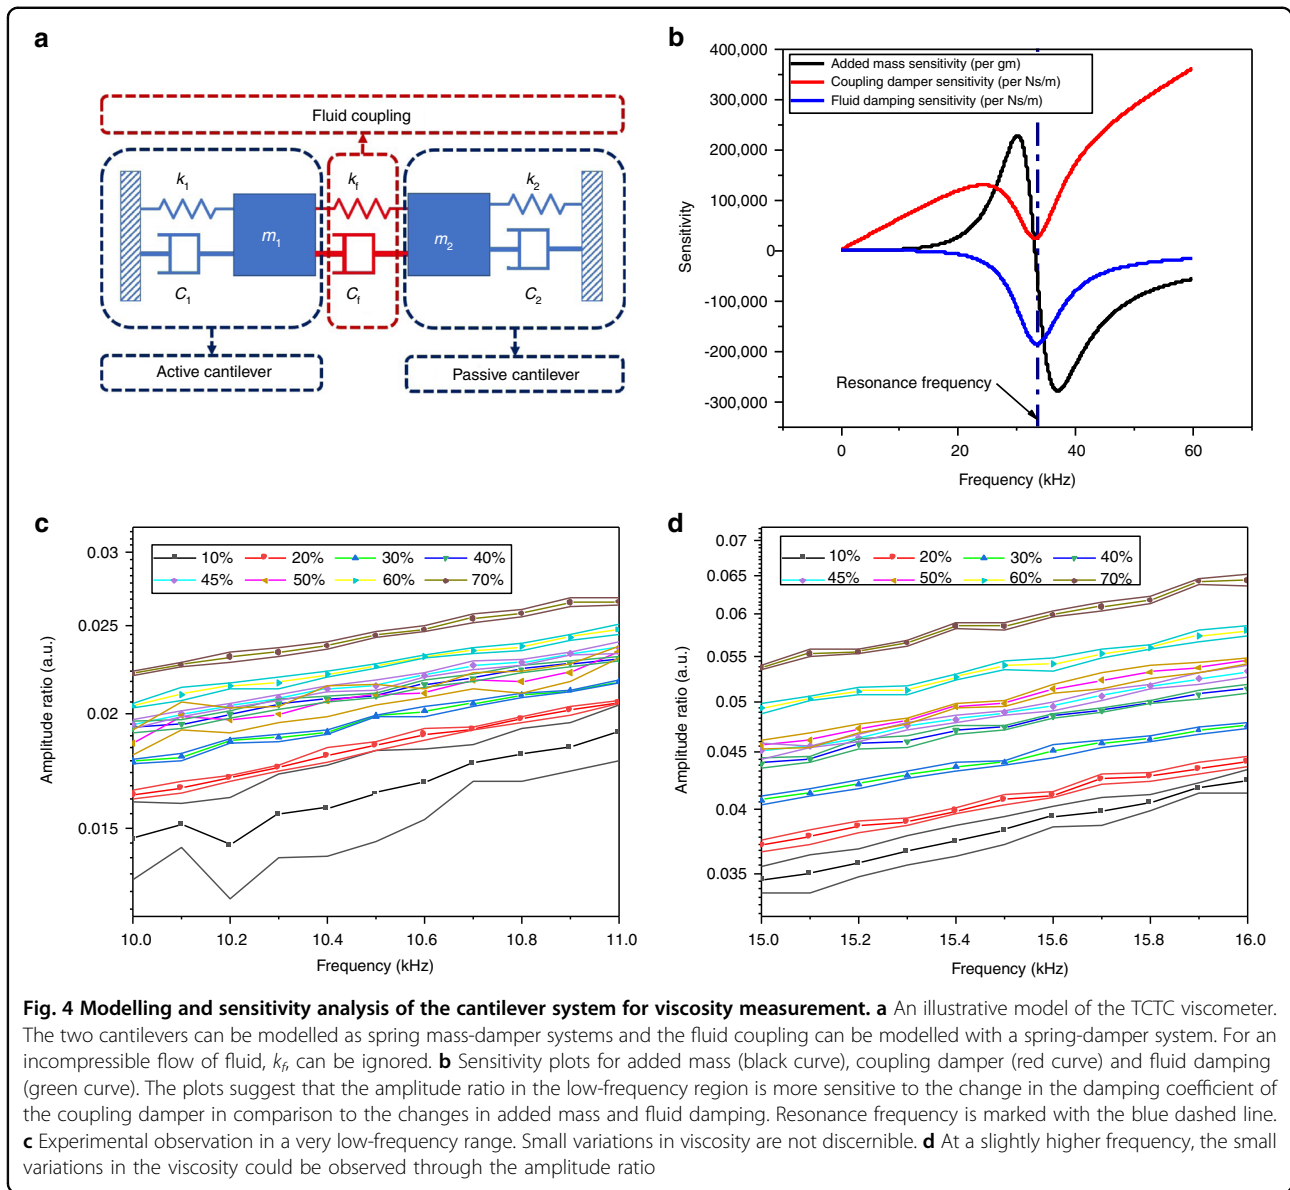 a
Fluid coupling
k1
kf
k2
m1
m2
C1
Cf
C2
Active cantilever
Passive cantilever
b
400,000
300,000
200,000
100,000
0
-100,000
-200,000
-300,000
Sensitivity
Added mass sensitivity (per gm)
Coupling damper sensitivity (per Ns/m)
Fluid damping sensitivity (per Ns/m)
Resonance frequency
0 20 40 60
Frequency (kHz)
c
0.03
0.025
0.02
0.015
Amplitude ratio (a.u.)
10% 20% 30% 40%
45% 50% 60% 70%
10.0 10.2 10.4 10.6 10.8 11.0
Frequency (kHz)
d
0.07
0.065
0.06
0.055
0.05
0.045
0.04
0.035
Amplitude ratio (a.u.)
10% 20% 30% 40%
45% 50% 60% 70%
15.0 15.2 15.4 15.6 15.8 16.0
Frequency (kHz)
Fig. 4 Modelling and sensitivity analysis of the cantilever system for viscosity measurement. a An illustrative model of the TCTC viscometer.
The two cantilevers can be modelled as spring mass-damper systems and the fluid coupling can be modelled with a spring-damper system. For an
incompressible flow of fluid, kf, can be ignored. b Sensitivity plots for added mass (black curve), coupling damper (red curve) and fluid damping
(green curve). The plots suggest that the amplitude ratio in the low-frequency region is more sensitive to the change in the damping coefficient of
the coupling damper in comparison to the changes in added mass and fluid damping. Resonance frequency is marked with the blue dashed line.
c Experimental observation in a very low-frequency range. Small variations in viscosity are not discernible. d At a slightly higher frequency, the small
variations in the viscosity could be observed through the amplitude ratio